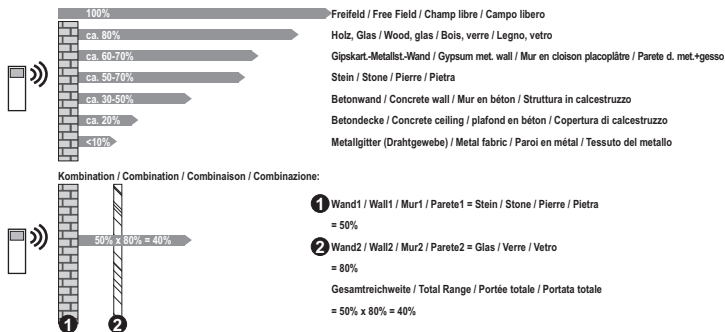 100% Freifeld / Free Field / Champ libre / Campo libero
ca. 80% Holz, Glas / Wood, glas / Bois, verre / Legno, vetro
ca. 60-70% Gipskart.-Metallst.-Wand / Gypsum met. wall / Mur en cloison placoplâtre / Parete d. met.+gesso
ca. 50-70% Stein / Stone / Pierre / Pietra
ca. 30-50% Betonwand / Concrete wall / Mur en béton / Struttura in calcestruzzo
ca. 20% Betondecke / Concrete ceiling / plafond en béton / Copertura di calcestruzzo
<10% Metallgitter (Drahtgewebe) / Metal fabric / Paroi en métal / Tessuto del metallo
Kombination / Combination / Combinaison / Combinazione:
1 Wand1 / Wall1 / Mur1 / Parete1 = Stein / Stone / Pierre / Pietra
= 50%
50% x 80% = 40%
2 Wand2 / Wall2 / Mur2 / Parete2 = Glas / Verre / Vetro
= 80%
Gesamtreichweite / Total Range / Portée totale / Portata totale
= 50% x 80% = 40%
1 2